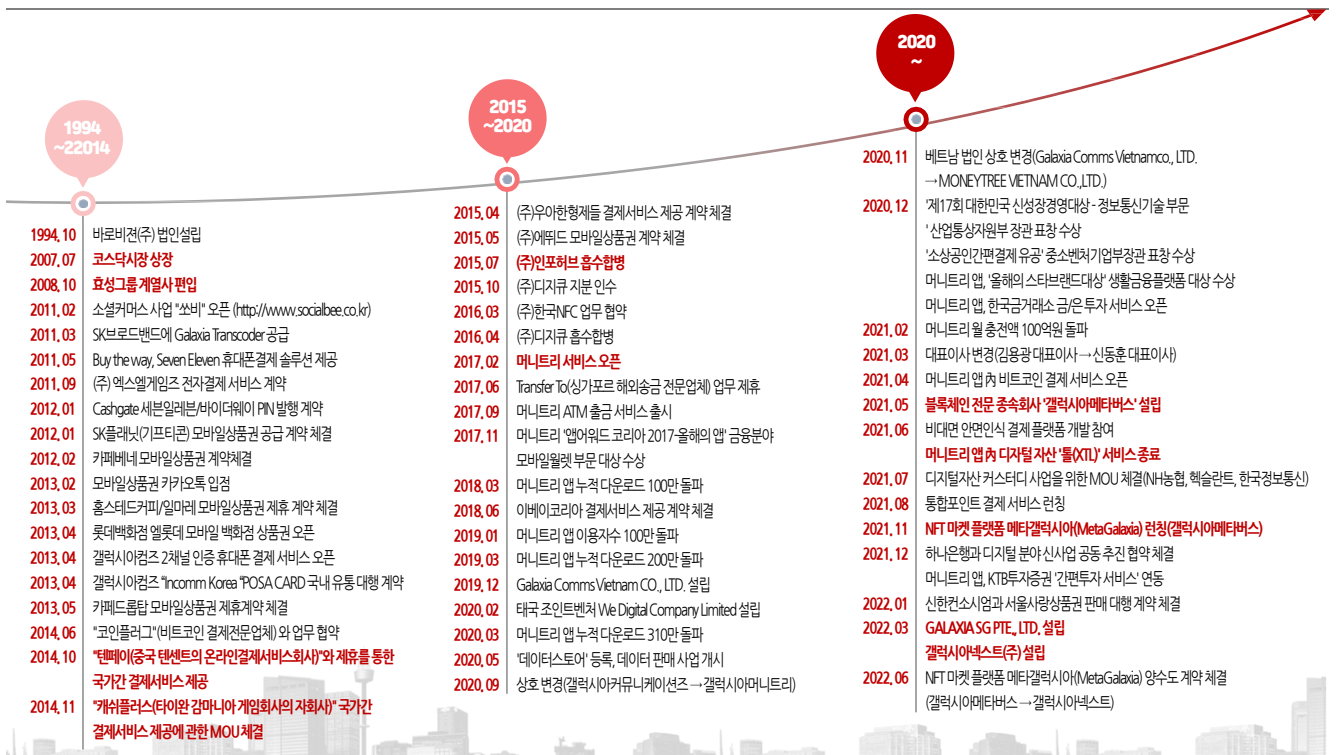 1994
~22014
1994. 10 바로비젼(주) 법인설립
2007. 07 코스닥시장 상장
2008. 10 효성그룹 계열사 편입
2011. 02 소셜커머스 사업 "쏘비" 오픈 (http://www.socialbee.co.kr)
2011. 03 SK브로드밴드에 Galaxia Transcoder 공급
2011. 05 Buy the way, Seven Eleven 휴대폰결제 솔루션 제공
2011. 09 (주) 엑스엘게임즈 전자결제 서비스 계약
2012. 01 Cashgate 세븐일레븐/바이더웨이 PIN 발행 계약
2012. 01 SK플래닛(기프티콘) 모바일상품권 공급 계약 체결
2012. 02 카페베네 모바일상품권 계약체결
2013. 02 모바일상품권 카카오톡 입점
2013. 03 홈스테드커피/일마레 모바일상품권 제휴 계약 체결
2013. 04 롯데백화점 엘롯데 모바일 백화점 상품권 오픈
2013. 04 갤럭시아컴즈 2채널 인증 휴대폰 결제 서비스 오픈
2013. 04 갤럭시아컴즈 "Incomm Korea "POSA CARD 국내 유통 대행 계약
2013. 05 카페드롭탑 모바일상품권 제휴계약 체결
2014. 06 "코인플러그"(비트코인 결제전문업체) 와 업무 협약
2014. 10 "텐페이(중국 텐센트의 온라인결제서비스회사)"와 제휴를 통한
국가간 결제서비스 제공
2014. 11 "캐쉬플러스(타이완 감마니아 게임회사의 자회사)" 국가간
결제서비스 제공에 관한 MOU 체결
2015
~2020
2015. 04 (주)우아한형제들 결제서비스 제공 계약 체결
2015. 05 (주)에뛰드 모바일상품권 계약 체결
2015. 07 (주)인포허브 흡수합병
2015. 10 (주)디지큐 지분 인수
2016. 03 (주)한국NFC 업무 협약
2016. 04 (주)디지큐 흡수합병
2017. 02 머니트리 서비스 오픈
2017. 06 Transfer To(싱가포르 해외송금 전문업체) 업무 제휴
2017. 09 머니트리 ATM 출금 서비스 출시
2017. 11 머니트리 '앱어워드 코리아 2017-올해의 앱' 금융분야
모바일월렛 부문 대상 수상
2018. 03 머니트리 앱 누적 다운로드 100만 돌파
2018. 06 이베이코리아 결제서비스 제공 계약 체결
2019. 01 머니트리 앱 이용자수 100만 돌파
2019. 03 머니트리 앱 누적 다운로드 200만 돌파
2019. 12 Galaxia Comms Vietnam CO., LTD. 설립
2020. 02 태국 조인트벤처 We Digital Company Limited 설립
2020. 03 머니트리 앱 누적 다운로드 310만 돌파
2020. 05 '데이터스토어' 등록, 데이터 판매 사업 개시
2020. 09 상호 변경(갤럭시아커뮤니케이션즈 → 갤럭시아머니트리)
2020
~
2020. 11 베트남 법인 상호 변경(Galaxia Comms Vietnamco., LTD.
→ MONEYTREE VIETNAM CO.,LTD.)
2020. 12 '제17회 대한민국 신성장경영대상 - 정보통신기술 부문
' 산업통상자원부 장관 표창 수상
'소상공인간편결제 유공' 중소벤처기업부장관 표창 수상
머니트리 앱, '올해의 스타브랜드대상' 생활금융플랫폼 대상 수상
머니트리 앱, 한국금거래소 금/은 투자 서비스 오픈
2021. 02 머니트리 월 충전액 100억원 돌파
2021. 03 대표이사 변경(김용광 대표이사 → 신동훈 대표이사)
2021. 04 머니트리 앱 內 비트코인 결제 서비스 오픈
2021. 05 블록체인 전문 종속회사 '갤럭시아메타버스' 설립
2021. 06 비대면 안면인식 결제 플랫폼 개발 참여
머니트리 앱 內 디지털 자산 '톨(XTL)' 서비스 종료
2021. 07 디지털자산 커스터디 사업을 위한 MOU 체결(NH농협, 헥슬란트, 한국정보통신)
2021. 08 통합포인트 결제 서비스 런칭
2021. 11 NFT 마켓 플랫폼 메타갤럭시아(MetaGalaxia) 런칭(갤럭시아메타버스)
2021. 12 하나은행과 디지털 분야 신사업 공동 추진 협약 체결
머니트리 앱, KTB투자증권 '간편투자 서비스' 연동
2022. 01 신한컨소시엄과 서울사랑상품권 판매 대행 계약 체결
2022. 03 GALAXIA SG PTE., LTD. 설립
갤럭시아넥스트(주) 설립
2022. 06 NFT 마켓 플랫폼 메타갤럭시아(MetaGalaxia) 양수도 계약 체결
(갤럭시아메타버스 → 갤럭시아넥스트)